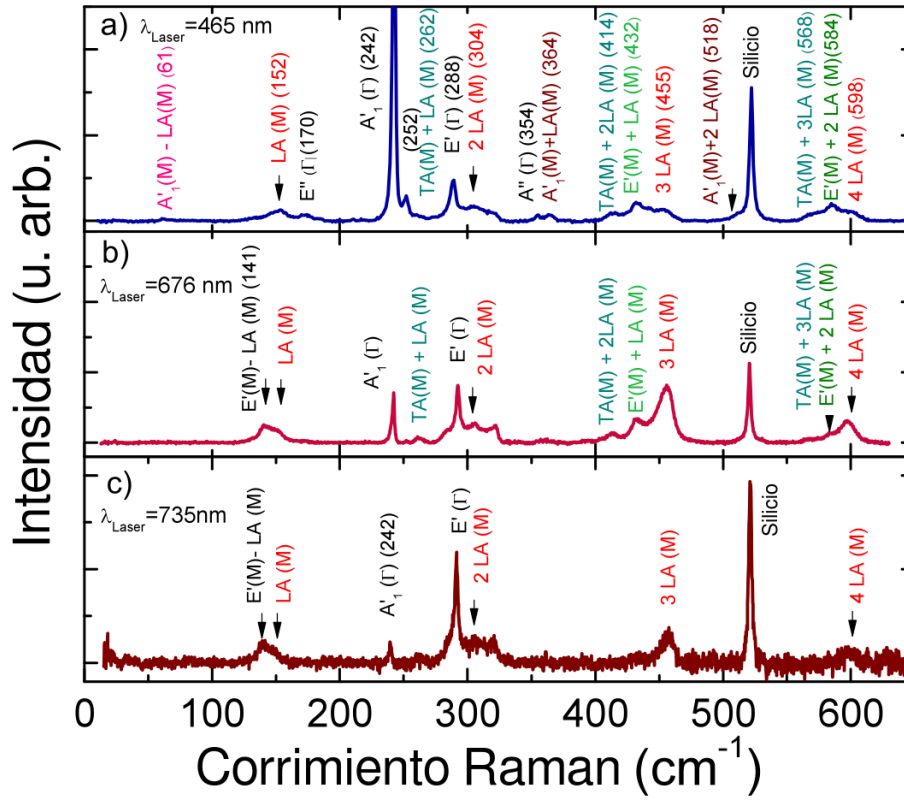 Intensidad (u. arb.)
a)
λLaser=465 nm
A'1(M) - LA(M) (61)
LA (M) (152)
E'' (Γ) (170)
A'1 (Γ) (242)
(252)
TA(M) + LA (M) (262)
E' (Γ) (288)
2 LA (M) (304)
A'' (Γ) (354)
A'1(M)+LA(M) (364)
TA(M) + 2LA (M) (414)
E'(M) + LA (M) (432)
3 LA (M) (455)
A'1(M)+2 LA(M) (518)
Silicio
TA(M) + 3LA (M) (568)
E'(M) + 2 LA (M)(584)
4 LA (M) (598)
b)
λLaser=676 nm
E'(M)- LA (M) (141)
LA (M)
A'1 (Γ)
TA(M) + LA (M)
E' (Γ)
2 LA (M)
TA(M) + 2LA (M)
E'(M) + LA (M)
3 LA (M)
Silicio
TA(M) + 3LA (M)
E'(M) + 2 LA (M)
4 LA (M)
c)
λLaser=735nm
E'(M)- LA (M)
LA (M)
A'1 (Γ) (242)
E' (Γ)
2 LA (M)
3 LA (M)
Silicio
4 LA (M)
0 100 200 300 400 500 600
Corrimiento Raman (cm⁻¹)